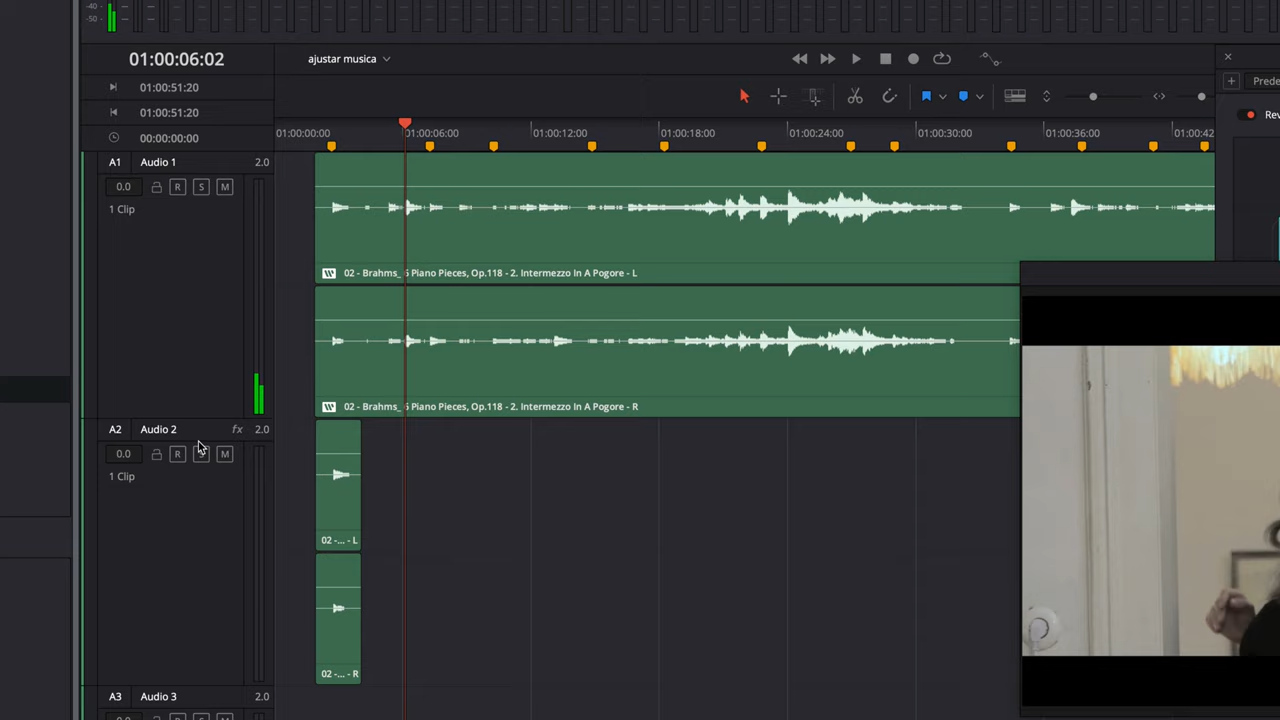 -40
-50
01:00:06:02
ajustar musica
01:00:51:20
01:00:51:20
00:00:00:00
Prede
Rev
01:00:00:00 01:00:06:00 01:00:12:00 01:00:18:00 01:00:24:00 01:00:30:00 01:00:36:00 01:00:42
A1 Audio 1 2.0
0.0 R S M
1 Clip
02 - Brahms_ 6 Piano Pieces, Op.118 - 2. Intermezzo In A Pogore - L
02 - Brahms_ 6 Piano Pieces, Op.118 - 2. Intermezzo In A Pogore - R
A2 Audio 2 fx 2.0
0.0 R S M
1 Clip
02 -... - L
02 -... - R
A3 Audio 3 2.0